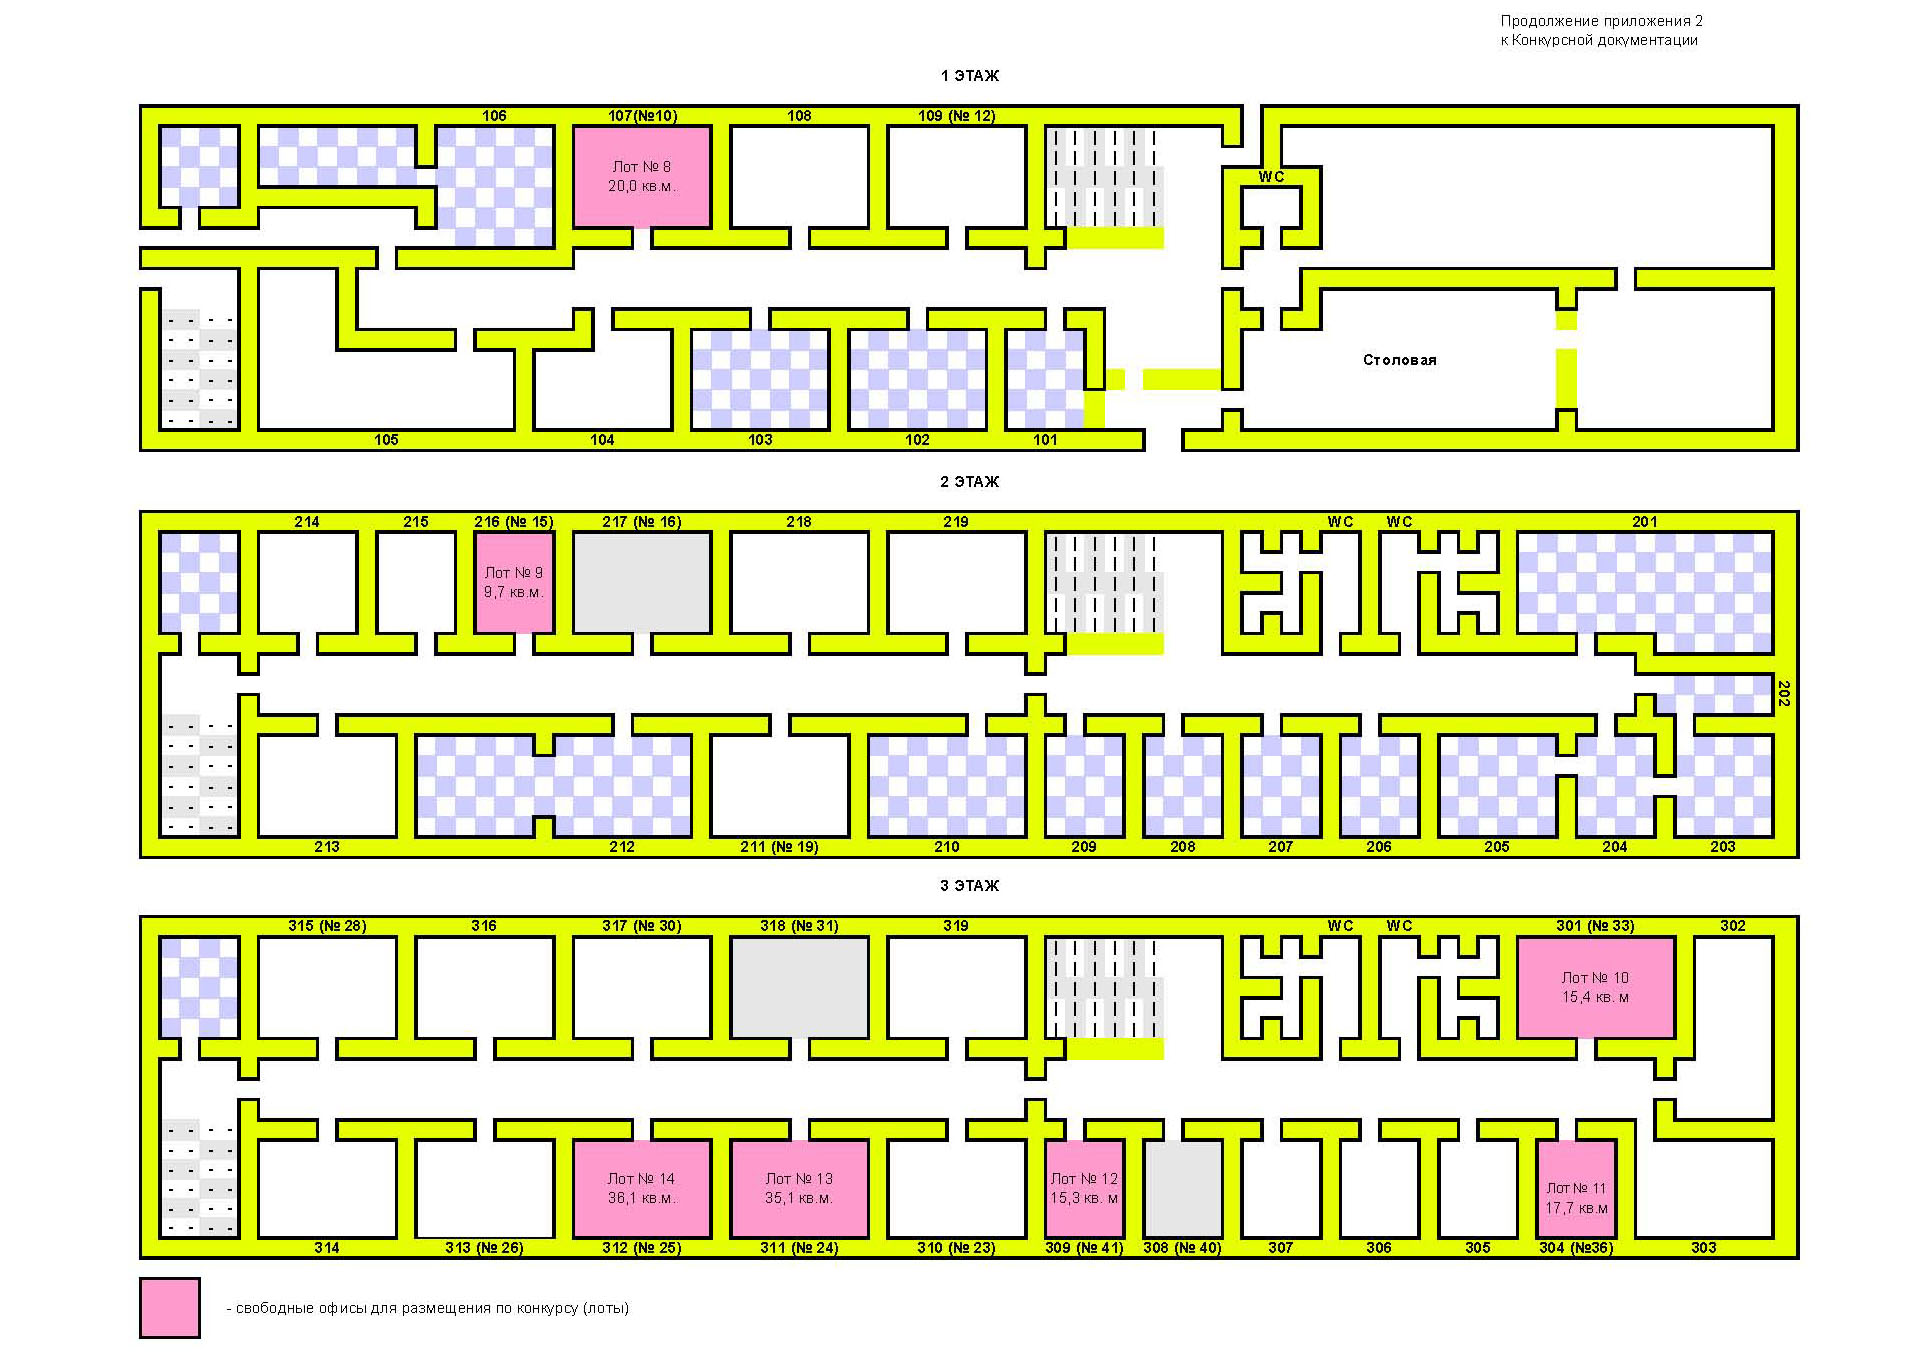 Продолжение приложения 2
к Конкурсной документации
1 ЭТАЖ
106 107(№10) 108 109 (№ 12)
Лот № 8
20,0 кв.м.
WC
Столовая
105 104 103 102 101
2 ЭТАЖ
214 215 216 (№ 15) 217 (№ 16) 218 219 WC WC 201
Лот № 9
9,7 кв.м.
202
213 212 211 (№ 19) 210 209 208 207 206 205 204 203
3 ЭТАЖ
315 (№ 28) 316 317 (№ 30) 318 (№ 31) 319 WC WC 301 (№ 33) 302
Лот № 10
15,4 кв. м
Лот № 14
36,1 кв.м.
Лот № 13
35,1 кв.м.
Лот № 12
15,3 кв. м
Лот № 11
17,7 кв.м
314 313 (№ 26) 312 (№ 25) 311 (№ 24) 310 (№ 23) 309 (№ 41) 308 (№ 40) 307 306 305 304 (№36) 303
- свободные офисы для размещения по конкурсу (лоты)